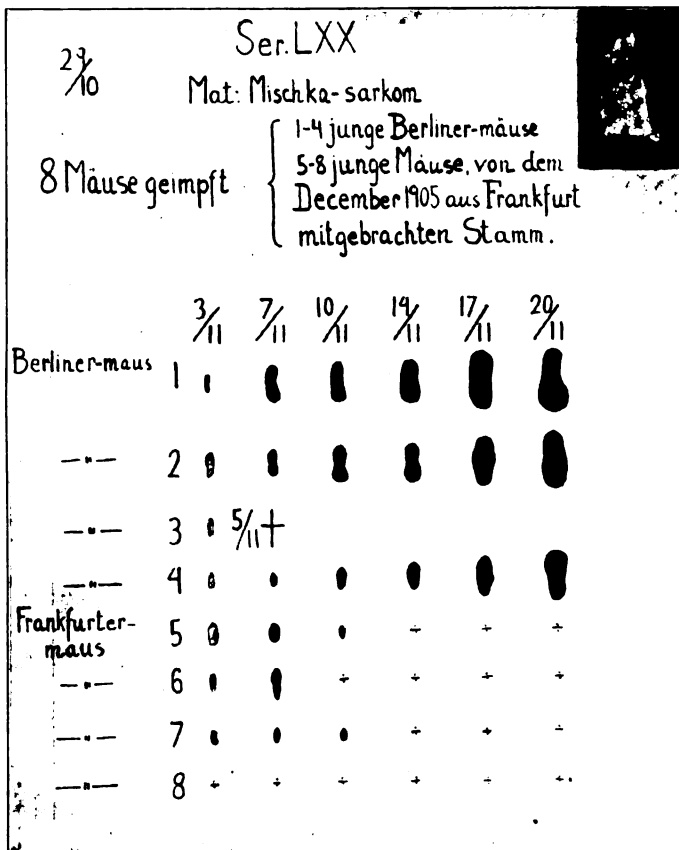 Ser. LXX
29/10
Mat: Mischka-sarkom
8 Mäuse geimpft
1-4 junge Berliner-mäuse
5-8 junge Mäuse, von dem
December 1905 aus Frankfurt
mitgebrachten Stamm.
3/11 7/11 10/11 14/11 17/11 20/11
Berliner-maus 1
—"— 2
—"— 3 5/11 +
—"— 4
Frankfurter-
maus 5 ÷ ÷ ÷
—"— 6 ÷ ÷ ÷ ÷
—"— 7 ÷ ÷ ÷
—"— 8 ÷ ÷ ÷ ÷ ÷ ÷